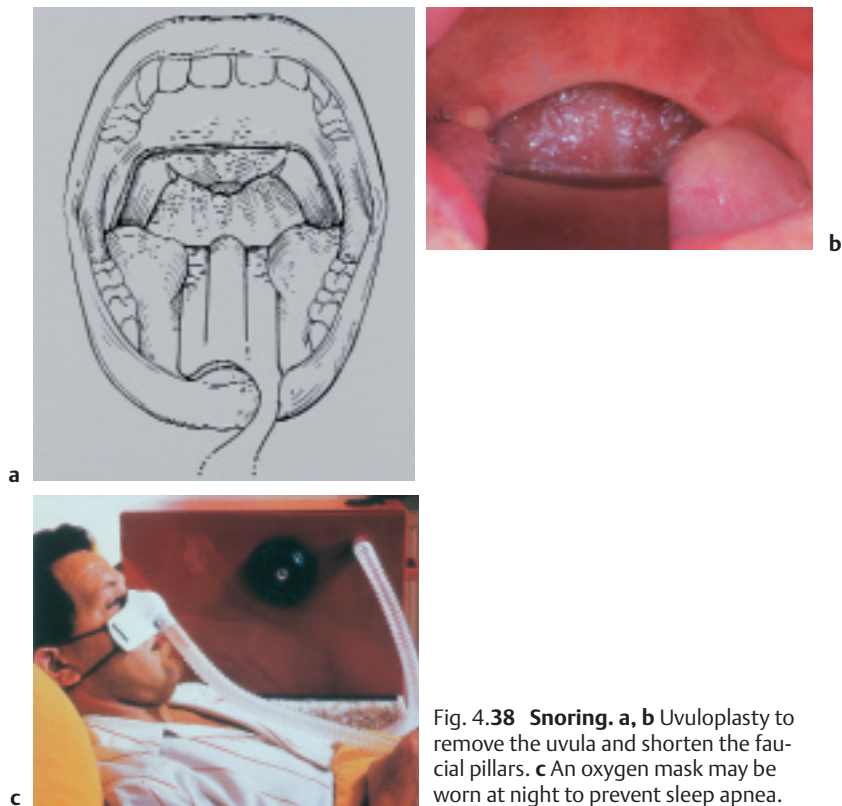 b
a
c
Fig. 4.38 Snoring. a, b Uvuloplasty to
remove the uvula and shorten the fau-
cial pillars. c An oxygen mask may be
worn at night to prevent sleep apnea.